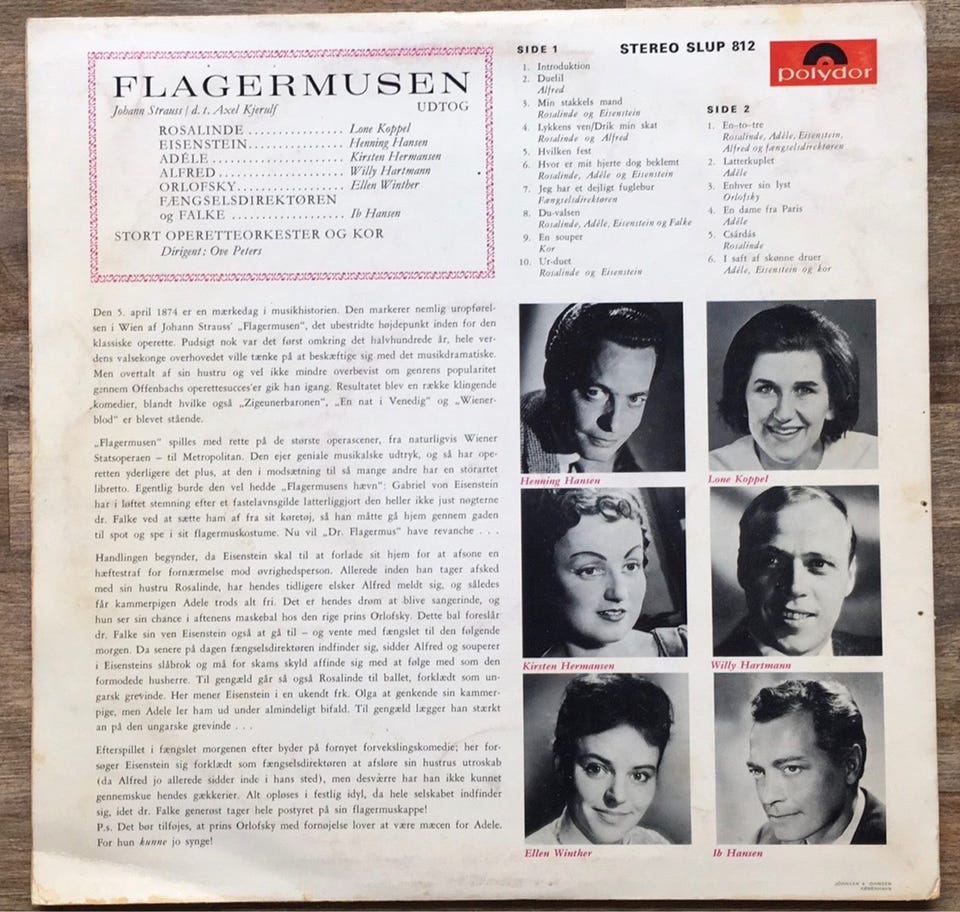 FLAGERMUSEN
Johann Strauss / d. t. Axel Kjerulf
UDTOG
ROSALINDE ................ Lone Koppel
EISENSTEIN................ Henning Hansen
ADÉLE ..................... Kirsten Hermansen
ALFRED .................... Willy Hartmann
ORLOFSKY................. Ellen Winther
FÆNGSELSDIREKTØREN
og FALKE .................. Ib Hansen
STORT OPERETTEORKESTER OG KOR
Dirigent: Ove Peters
SIDE 1
1. Introduktion
2. Duelil
Alfred
3. Min stakkels mand
Rosalinde og Eisenstein
4. Lykkens ven/Drik min skat
Rosalinde og Alfred
5. Hvilken fest
6. Hvor er mit hjerte dog beklemt
Rosalinde, Adéle og Eisenstein
7. Jeg har et dejligt fuglebur
Fængselsdirektøren
8. Du-valsen
Rosalinde, Adéle, Eisenstein og Falke
9. En souper
Kor
10. Ur-duet
Rosalinde og Eisenstein
STEREO SLUP 812
polydor
SIDE 2
1. En-to-tre
Rosalinde, Adéle, Eisenstein,
Alfred og fængselsdirektøren
2. Latterkuplet
Adéle
3. Enhver sin lyst
Orlofsky
4. En dame fra Paris
Adéle
5. Csárdás
Rosalinde
6. I saft af skønne druer
Adéle, Eisenstein og kor
Den 5. april 1874 er en mærkedag i musikhistorien. Den markerer nemlig uropførel-
sen i Wien af Johann Strauss' „Flagermusen", det ubestridte højdepunkt inden for den
klassiske operette. Pudsigt nok var det først omkring det halvhundrede år, hele ver-
dens valsekonge overhovedet ville tænke på at beskæftige sig med det musikdramatiske.
Men overtalt af sin hustru og vel ikke mindre overbevist om genrens popularitet
gennem Offenbachs operettesucces'er gik han igang. Resultatet blev en række klingende
komedier, blandt hvilke også „Zigeunerbaronen", „En nat i Venedig" og „Wiener-
blod" er blevet stående.
„Flagermusen" spilles med rette på de største operascener, fra naturligvis Wiener
Statsoperaen – til Metropolitan. Den ejer geniale musikalske udtryk, og så har ope-
retten yderligere det plus, at den i modsætning til så mange andre har en storartet
libretto. Egentlig burde den vel hedde „Flagermusens hævn": Gabriel von Eisenstein
har i løftet stemning efter et fastelavnsgilde latterliggjort den heller ikke just nøgterne
dr. Falke ved at sætte ham af fra sit køretøj, så han måtte gå hjem gennem gaden
til spot og spe i sit flagermuskostume. Nu vil „Dr. Flagermus" have revanche . . .
Handlingen begynder, da Eisenstein skal til at forlade sit hjem for at afsone en
hæftestraf for fornærmelse mod øvrighedsperson. Allerede inden han tager afsked
med sin hustru Rosalinde, har hendes tidligere elsker Alfred meldt sig, og således
får kammerpigen Adele trods alt fri. Det er hendes drøm at blive sangerinde, og
hun ser sin chance i aftenens maskebal hos den rige prins Orlofsky. Dette bal foreslår
dr. Falke sin ven Eisenstein også at gå til – og vente med fængslet til den følgende
morgen. Da senere på dagen fængselsdirektøren indfinder sig, sidder Alfred og souperer
i Eisensteins slåbrok og må for skams skyld affinde sig med at følge med som den
formodede husherre. Til gengæld går så også Rosalinde til ballet, forklædt som un-
garsk grevinde. Her mener Eisenstein i en ukendt frk. Olga at genkende sin kammer-
pige, men Adele ler ham ud under almindeligt bifald. Til gengæld lægger han stærkt
an på den ungarske grevinde . . .
Efterspillet i fængslet morgenen efter byder på fornyet forvekslingskomedie; her for-
søger Eisenstein sig forklædt som fængselsdirektøren at afsløre sin hustrus utroskab
(da Alfred jo allerede sidder inde i hans sted), men desværre har han ikke kunnet
gennemskue hendes gækkerier. Alt opløses i festlig idyl, da hele selskabet indfinder
sig, idet dr. Falke generøst tager hele postyret på sin flagermuskappe!
P.s. Det bør tilføjes, at prins Orlofsky med fornøjelse lover at være mæcen for Adele.
For hun kunne jo synge!
Henning Hansen
Lone Koppel
Kirsten Hermansen
Willy Hartmann
Ellen Winther
Ib Hansen
KØBENHAVN